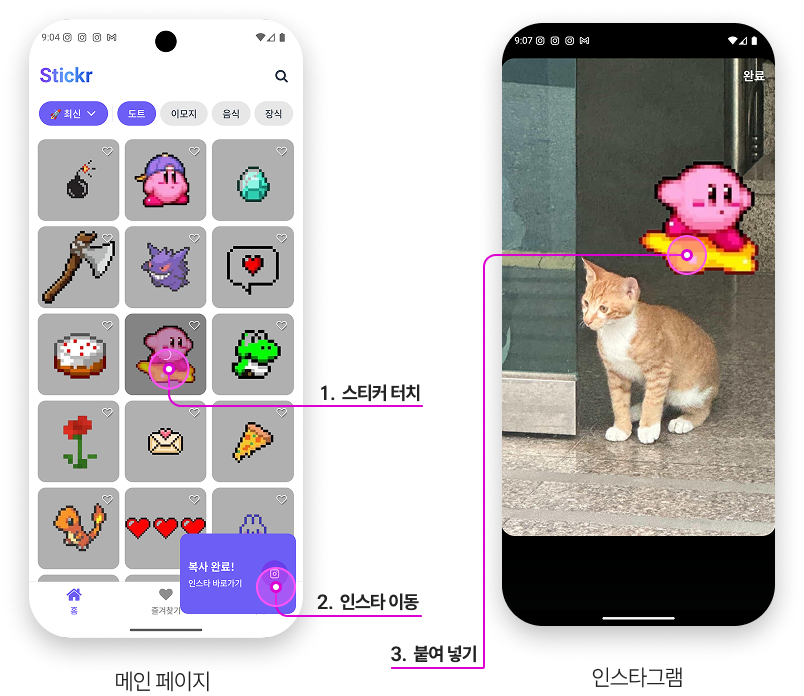 9:04
Stickr
🚀 최신
도트
이모지
음식
장식
복사 완료!
인스타 바로가기
홈
즐겨찾기
메인 페이지
1. 스티커 터치
2. 인스타 이동
3. 붙여 넣기
9:07
완료
인스타그램